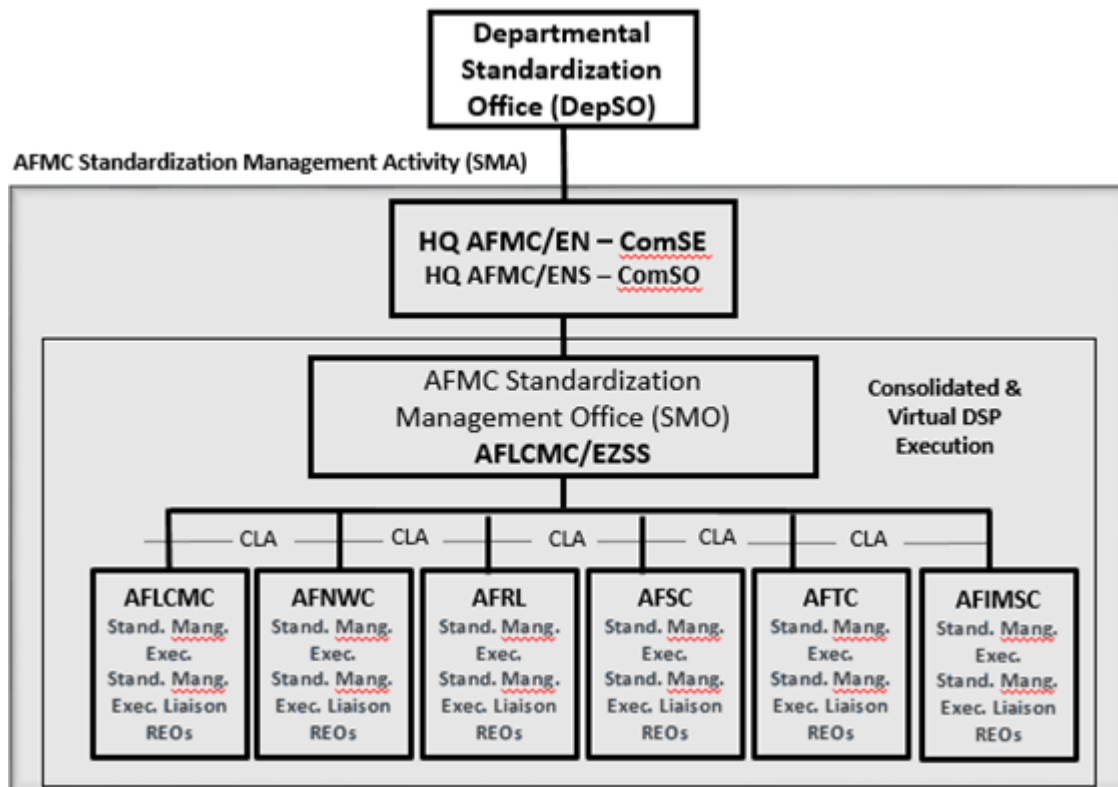 Departmental
Standardization
Office (DepSO)
AFMC Standardization Management Activity (SMA)
HQ AFMC/EN – ComSE
HQ AFMC/ENS – ComSO
AFMC Standardization
Management Office (SMO)
AFLCMC/EZSS
Consolidated &
Virtual DSP
Execution
CLA
CLA
CLA
CLA
CLA
AFLCMC
Stand. Mang.
Exec.
Stand. Mang.
Exec. Liaison
REOs
AFNWC
Stand. Mang.
Exec.
Stand. Mang.
Exec. Liaison
REOs
AFRL
Stand. Mang.
Exec.
Stand. Mang.
Exec. Liaison
REOs
AFSC
Stand. Mang.
Exec.
Stand. Mang.
Exec. Liaison
REOs
AFTC
Stand. Mang.
Exec.
Stand. Mang.
Exec. Liaison
REOs
AFIMSC
Stand. Mang.
Exec.
Stand. Mang.
Exec. Liaison
REOs